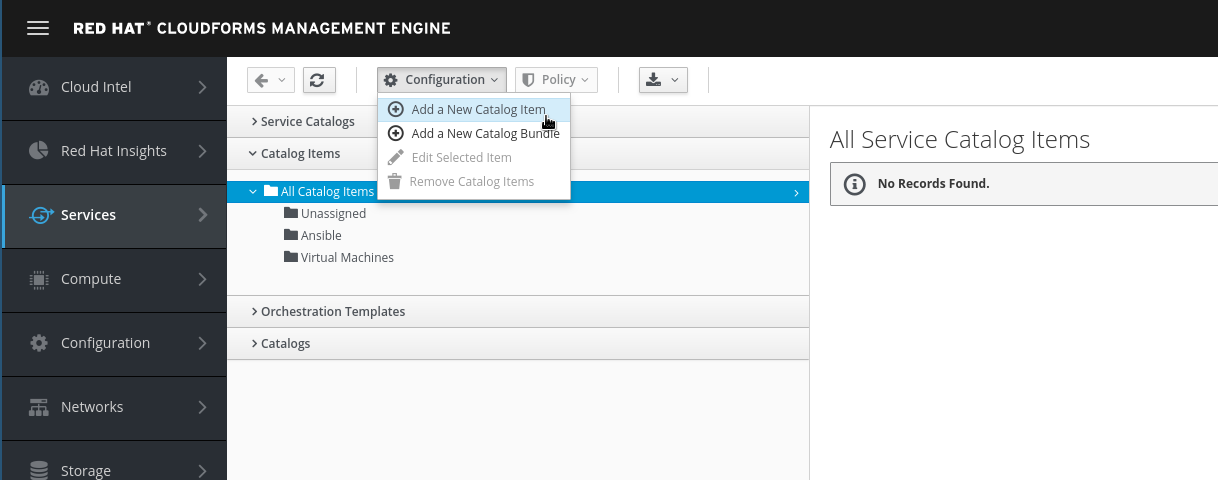 RED HAT® CLOUDFORMS MANAGEMENT ENGINE
Cloud Intel
Red Hat Insights
Services
Compute
Configuration
Networks
Storage
Configuration
Policy
Add a New Catalog Item
Add a New Catalog Bundle
Edit Selected Item
Remove Catalog Items
Service Catalogs
Catalog Items
All Catalog Items
Unassigned
Ansible
Virtual Machines
Orchestration Templates
Catalogs
All Service Catalog Items
No Records Found.